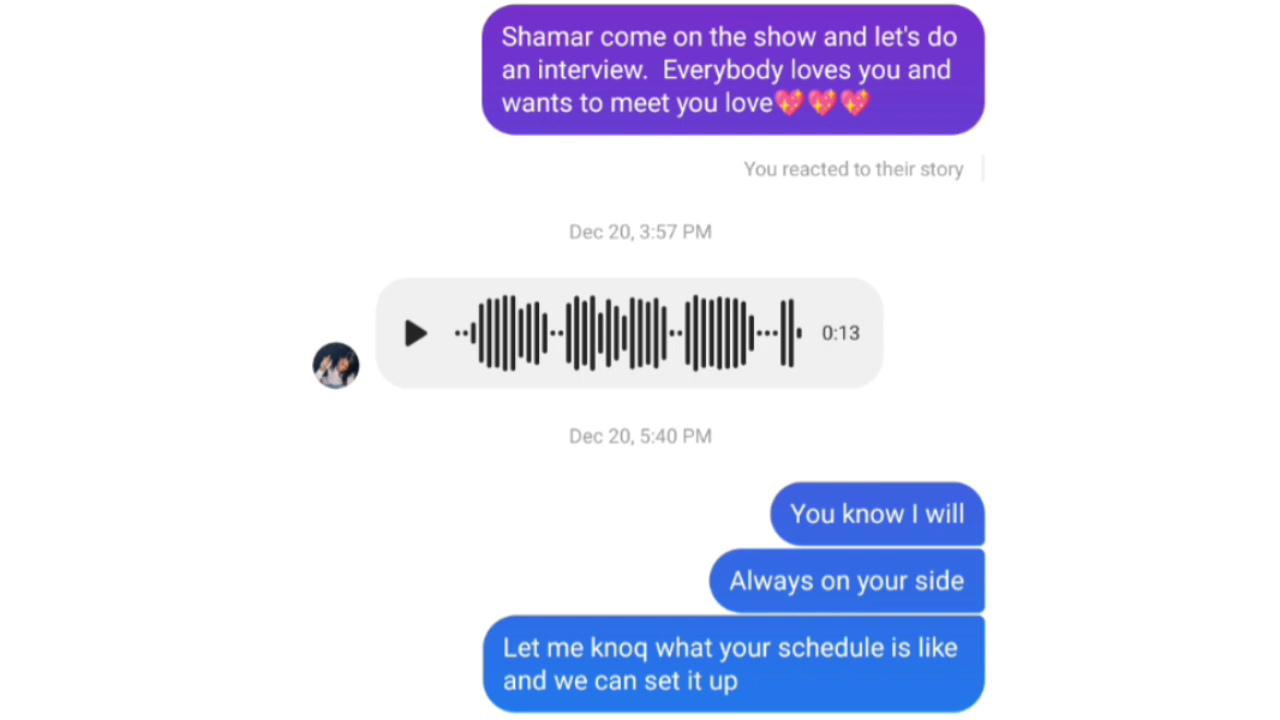 Shamar come on the show and let's do
an interview.  Everybody loves you and
wants to meet you love💖💖💖
You reacted to their story
Dec 20, 3:57 PM
0:13
Dec 20, 5:40 PM
You know I will
Always on your side
Let me knoq what your schedule is like
and we can set it up